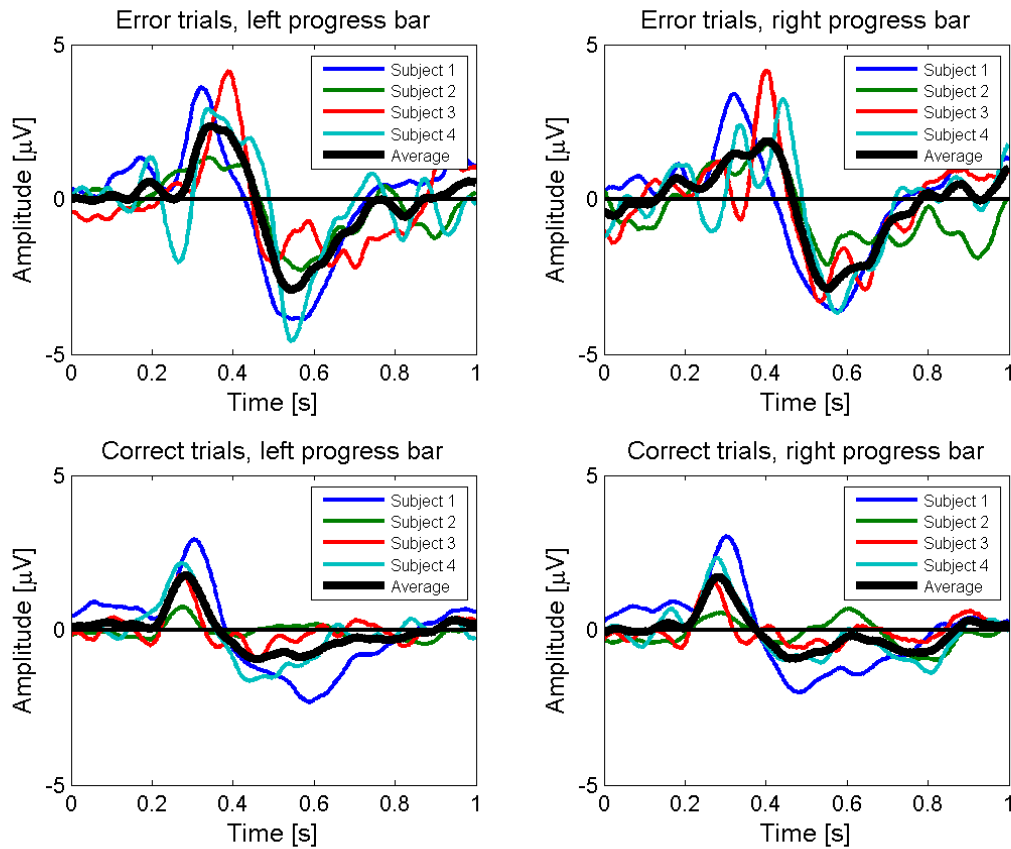 Error trials, left progress bar
5
0
-5
Amplitude [μV]
Subject 1
Subject 2
Subject 3
Subject 4
Average
0 0.2 0.4 0.6 0.8 1
Time [s]
Error trials, right progress bar
5
0
-5
Amplitude [μV]
Subject 1
Subject 2
Subject 3
Subject 4
Average
0 0.2 0.4 0.6 0.8 1
Time [s]
Correct trials, left progress bar
5
0
-5
Amplitude [μV]
Subject 1
Subject 2
Subject 3
Subject 4
Average
0 0.2 0.4 0.6 0.8 1
Time [s]
Correct trials, right progress bar
5
0
-5
Amplitude [μV]
Subject 1
Subject 2
Subject 3
Subject 4
Average
0 0.2 0.4 0.6 0.8 1
Time [s]